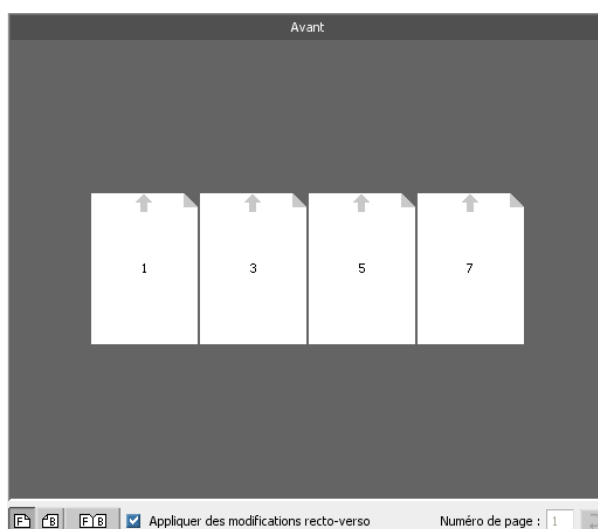 Avant
1 3 5 7
F B F B Appliquer des modifications recto-verso Numéro de page : 1